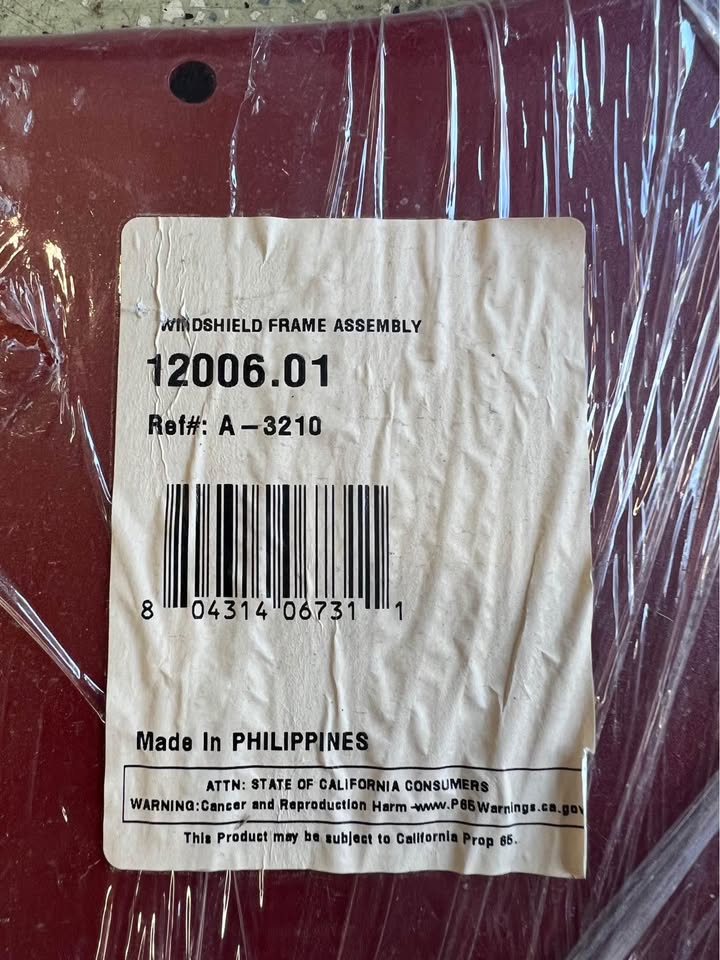 WINDSHIELD FRAME ASSEMBLY
12006.01
Ref#: A-3210
8 04314 06731 1
Made In PHILIPPINES
ATTN: STATE OF CALIFORNIA CONSUMERS
WARNING:Cancer and Reproduction Harm -www.P65Warnings.ca.gov
This Product may be subject to California Prop 65.